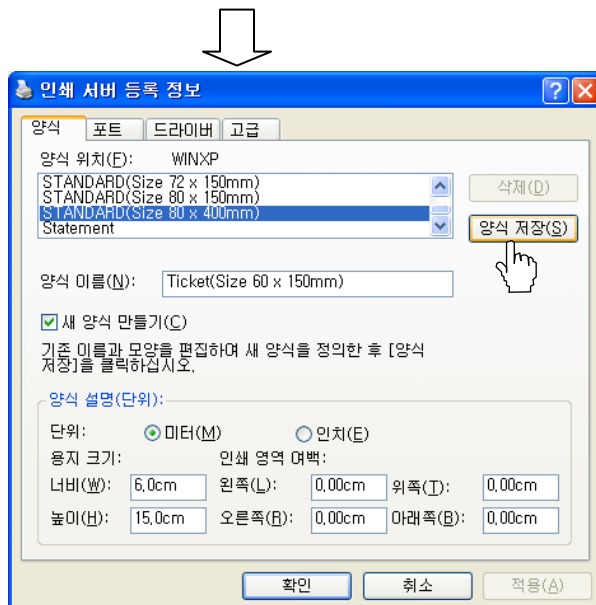 인쇄 서버 등록 정보
양식 포트 드라이버 고급
양식 위치(F): WINXP
STANDARD(Size 72 x 150mm)
STANDARD(Size 80 x 150mm)
STANDARD(Size 80 x 400mm)
Statement
삭제(D)
양식 저장(S)
양식 이름(N): Ticket(Size 60 x 150mm)
새 양식 만들기(C)
기존 이름과 모양을 편집하여 새 양식을 정의한 후 [양식
저장]을 클릭하십시오.
양식 설명(단위):
단위: 미터(M) 인치(E)
용지 크기: 인쇄 영역 여백:
너비(W): 6,0cm 왼쪽(L): 0,00cm 위쪽(T): 0,00cm
높이(H): 15,0cm 오른쪽(R): 0,00cm 아래쪽(B): 0,00cm
확인 취소 적용(A)